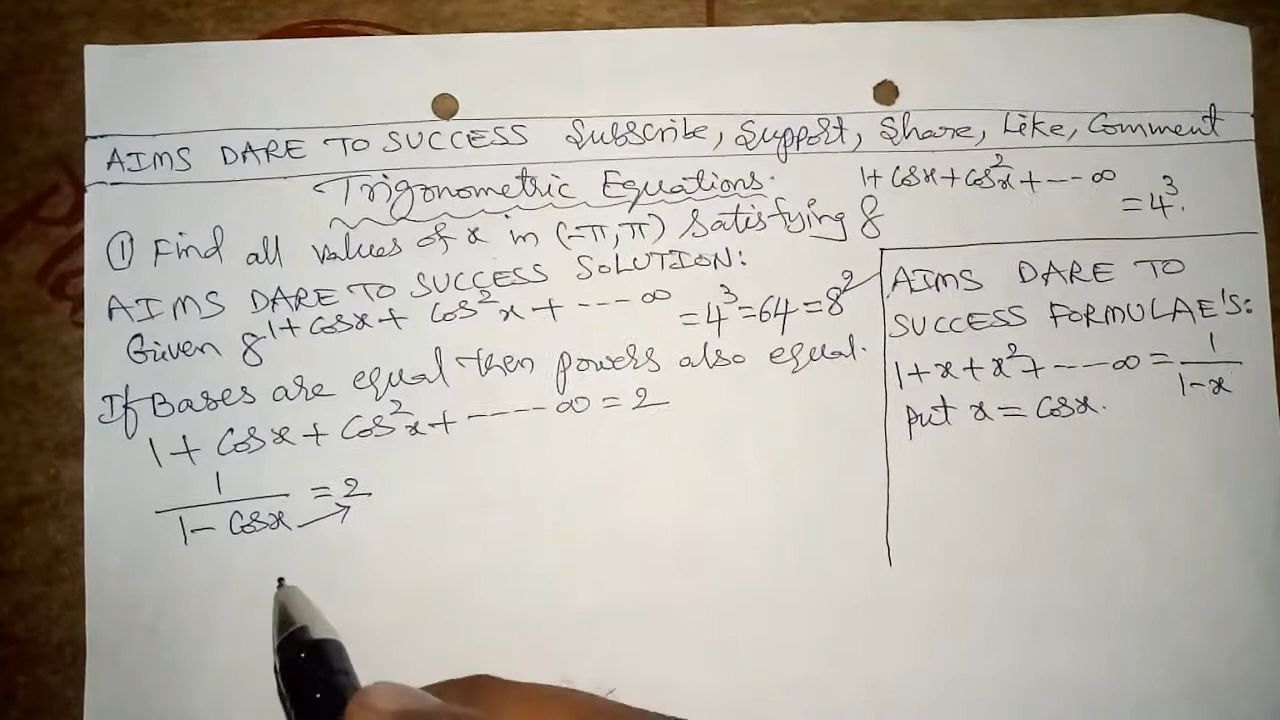 AIMS DARE TO SUCCESS Subscribe, Support, Share, Like, Comment
Trigonometric Equations.
① Find all values of x in (-π,π) satisfying 8^(1+cosx+cos²x+----∞) = 4³.
AIMS DARE TO SUCCESS SOLUTION:
Given 8^(1+cosx+cos²x+----∞) = 4³ = 64 = 8²
If Bases are equal then powers also equal.
1+cosx+cos²x+-----∞ = 2
1/(1-cosx) = 2
AIMS DARE TO
SUCCESS FORMULAE'S:
1+x+x²+----∞ = 1/(1-x)
put x = cosx.